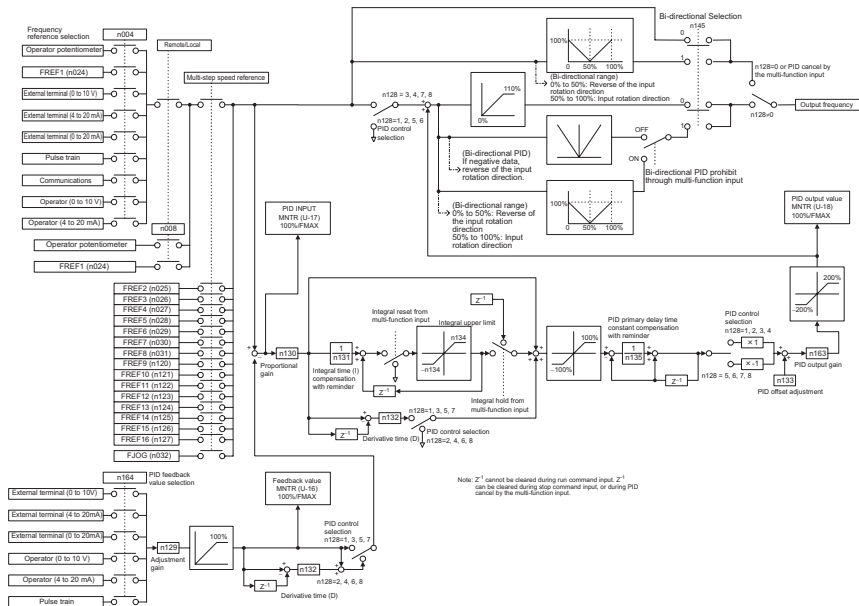 Frequency
reference selection
n004
Operator potentiometer
FREF1 (n024)
External terminal (0 to 10 V)
External terminal (4 to 20 mA)
External terminal (0 to 20 mA)
Pulse train
Communications
Operator (0 to 10 V)
Operator (4 to 20 mA)
Remote/Local
Multi-step speed reference
n008
Operator potentiometer
FREF1 (n024)
FREF2 (n025)
FREF3 (n026)
FREF4 (n027)
FREF5 (n028)
FREF6 (n029)
FREF7 (n030)
FREF8 (n031)
FREF9 (n120)
FREF10 (n121)
FREF11 (n122)
FREF12 (n123)
FREF13 (n124)
FREF14 (n125)
FREF15 (n126)
FREF16 (n127)
FJOG (n032)
n164
PID feedback
value selection
External terminal (0 to 10V)
External terminal (4 to 20mA)
External terminal (0 to 20mA)
Operator (0 to 10 V)
Operator (4 to 20 mA)
Pulse train
n129
Adjustment
gain
100%
Feedback value
MNTR (U-16)
100%/FMAX
Z⁻¹
n132
Derivative time (D)
PID control
selection
n128=1, 3, 5, 7
n128=2, 4, 6, 8
PID INPUT
MNTR (U-17)
100%/FMAX
n130
Proportional
gain
1
n131
Integral time (I)
compensation
with reminder
Integral reset from
multi-function input
n134
–n134
Integral upper limit
Z⁻¹
Z⁻¹
Integral hold from
multi-function input
Z⁻¹
n132
Derivative time (D)
n128=1, 3, 5, 7
PID control selection
n128=2, 4, 6, 8
100%
–100%
PID primary delay time
constant compensation
with reminder
1
n135
Z⁻¹
PID control
selection
n128=1, 2, 3, 4
×1
×-1
n128 = 5, 6, 7, 8
n133
PID offset adjustment
n163
PID output gain
200%
–200%
PID output value
MNTR (U-18)
100%/FMAX
n128 = 3, 4, 7, 8
n128=1, 2, 5, 6
PID control
selection
110%
0%
100%
0 50% 100%
(Bi-directional range)
0% to 50%: Reverse of the input
rotation direction
50% to 100%: Input rotation direction
(Bi-directional PID)
If negative data,
reverse of the input
rotation direction.
(Bi-directional range)
0% to 50%: Reverse of
the input rotation
direction
50% to 100%: Input
rotation direction
100%
0 50% 100%
Bi-directional Selection
n145
0
1
0
1
OFF
ON
Bi-directional PID prohibit
through multi-function input
n128=0 or PID cancel by
the multi-function input
n128≠0
Output frequency
Note: Z⁻¹ cannot be cleared during run command input. Z⁻¹
can be cleared during stop command input, or during PID
cancel by the multi-function input.